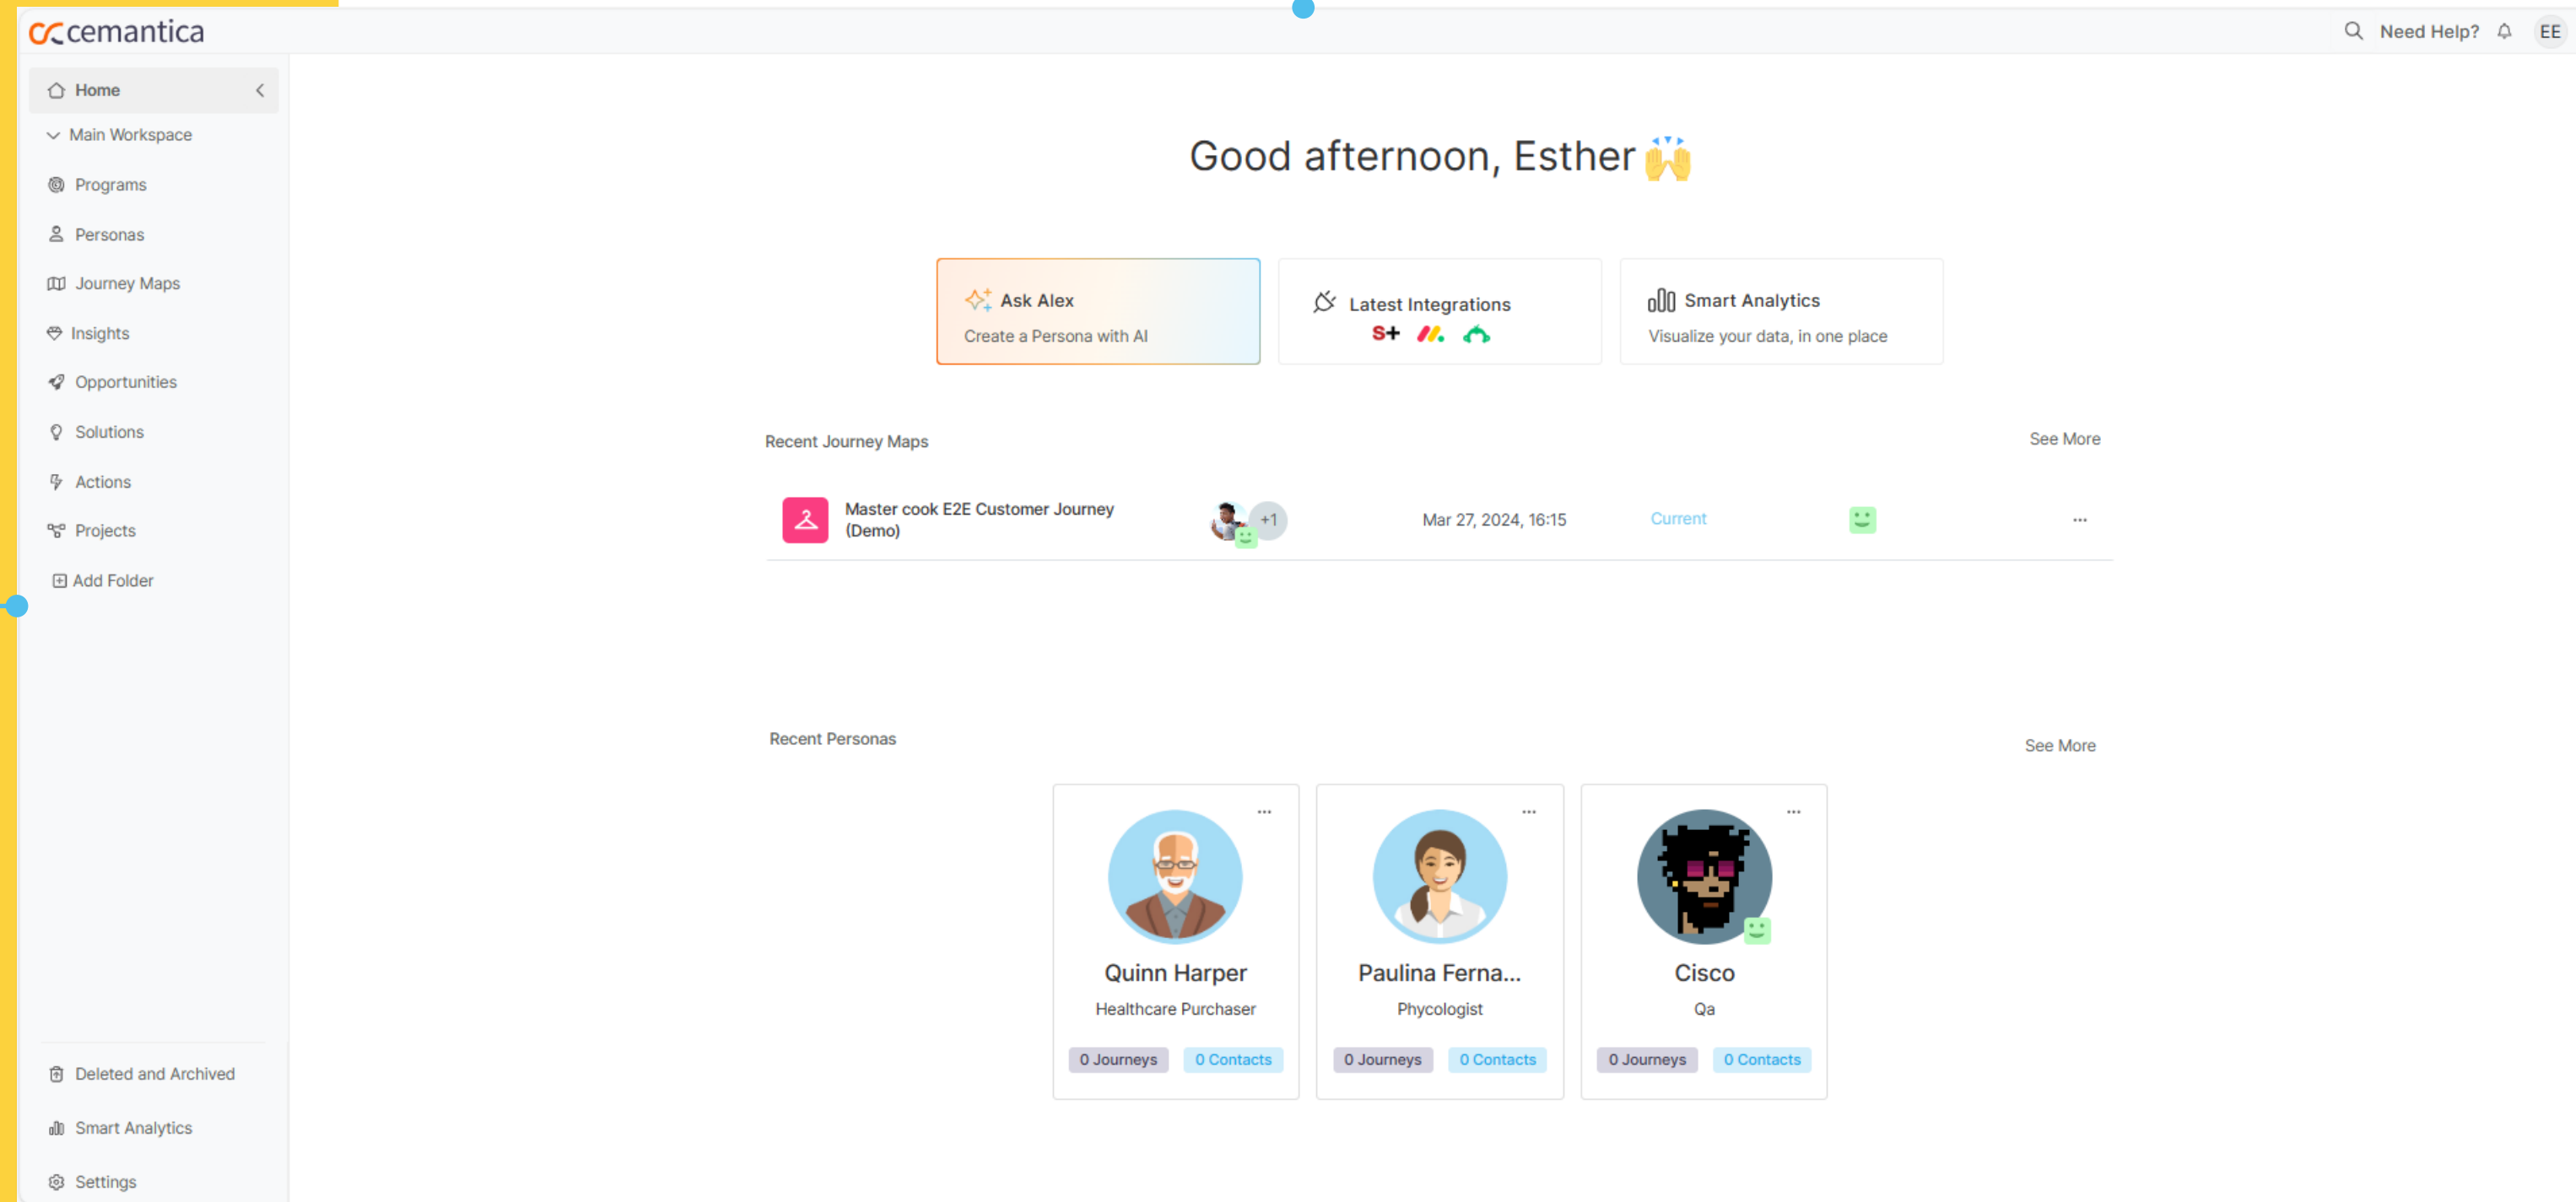 cemantica
Need Help?
EE
Home
Main Workspace
Programs
Personas
Journey Maps
Insights
Opportunities
Solutions
Actions
Projects
Add Folder
Deleted and Archived
Smart Analytics
Settings
Good afternoon, Esther
Ask Alex
Create a Persona with AI
Latest Integrations
S+
Smart Analytics
Visualize your data, in one place
Recent Journey Maps
See More
Master cook E2E Customer Journey
(Demo)
+1
Mar 27, 2024, 16:15
Current
...
Recent Personas
See More
...
Quinn Harper
Healthcare Purchaser
0 Journeys
0 Contacts
...
Paulina Ferna...
Phycologist
0 Journeys
0 Contacts
...
Cisco
Qa
0 Journeys
0 Contacts